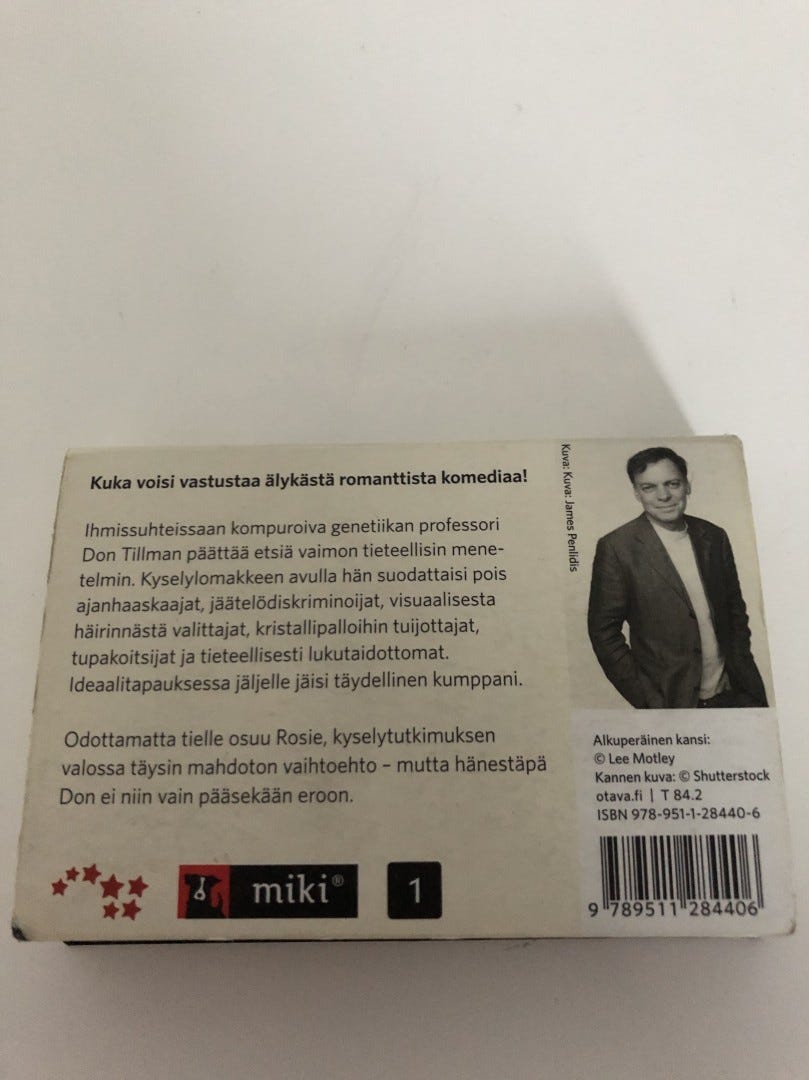 Kuka voisi vastustaa älykästä romanttista komediaa!
Ihmissuhteissaan kompuroiva genetiikan professori
Don Tillman päättää etsiä vaimon tieteellisin mene-
telmin. Kyselylomakkeen avulla hän suodattaisi pois
ajanhaaskaajat, jäätelödiskriminoijat, visuaalisesta
häirinnästä valittajat, kristallipalloihin tuijottajat,
tupakoitsijat ja tieteellisesti lukutaidottomat.
Ideaalitapauksessa jäljelle jäisi täydellinen kumppani.
Odottamatta tielle osuu Rosie, kyselytutkimuksen
valossa täysin mahdoton vaihtoehto – mutta hänestäpä
Don ei niin vain pääsekään eroon.
miki®
1
Kuva: Kuva: James Penlidis
Alkuperäinen kansi:
© Lee Motley
Kannen kuva: © Shutterstock
otava.fi | T 84.2
ISBN 978-951-1-28440-6
9 789511 284406